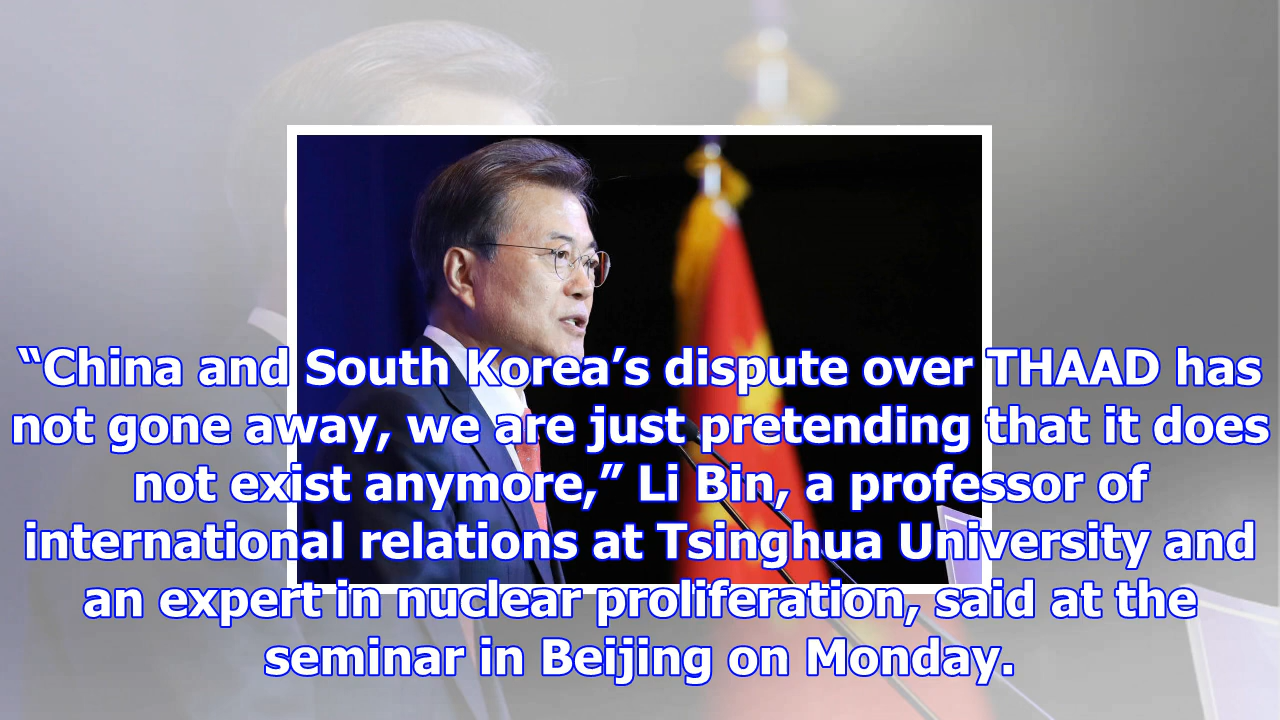 “China and South Korea’s dispute over THAAD has
not gone away, we are just pretending that it does
not exist anymore,” Li Bin, a professor of
international relations at Tsinghua University and
an expert in nuclear proliferation, said at the
seminar in Beijing on Monday.